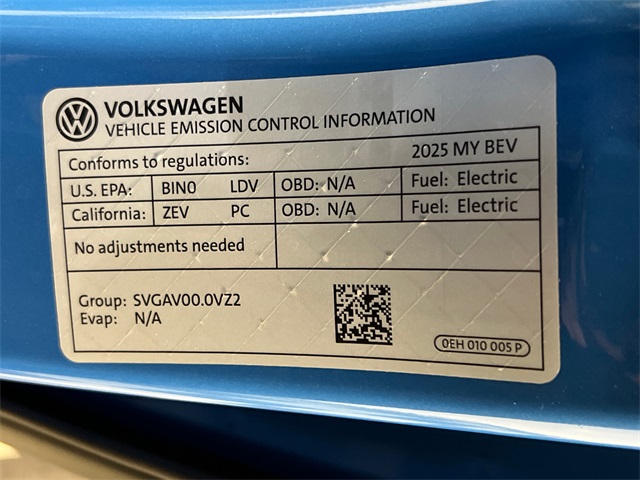 VOLKSWAGEN
VEHICLE EMISSION CONTROL INFORMATION
Conforms to regulations: 2025 MY BEV
U.S. EPA: BIN0 LDV OBD: N/A Fuel: Electric
California: ZEV PC OBD: N/A Fuel: Electric
No adjustments needed
Group: SVGAV00.0VZ2
Evap: N/A
0EH 010 005 P